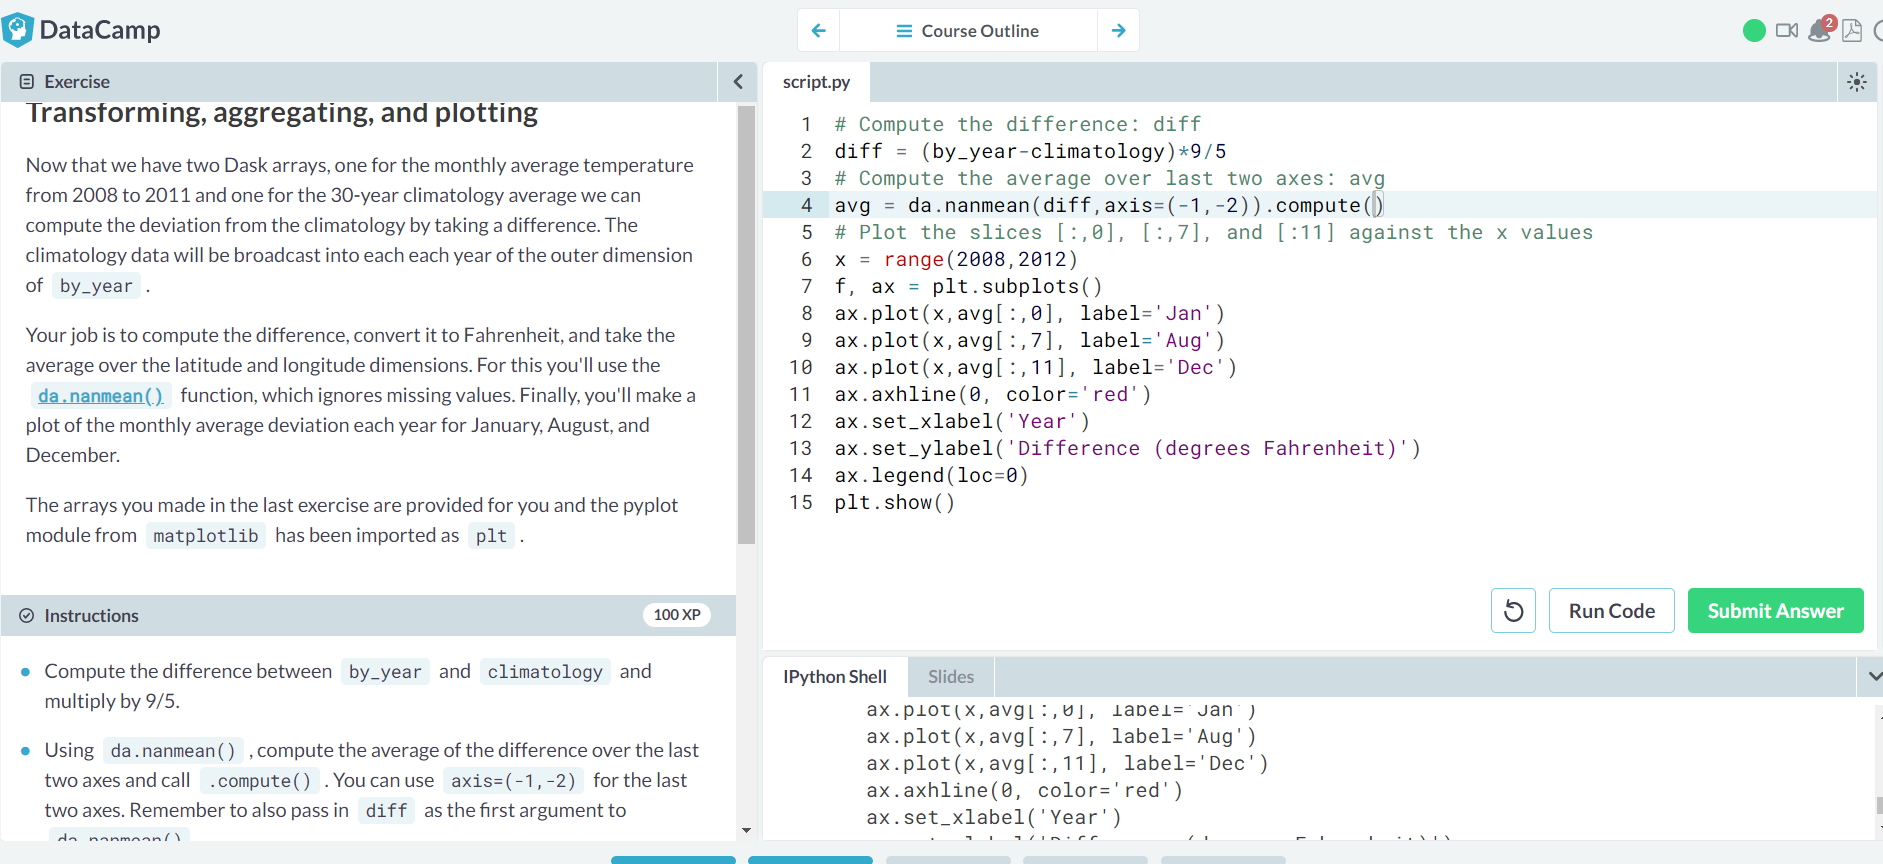 DataCamp
Course Outline
2
Exercise
Transforming, aggregating, and plotting
Now that we have two Dask arrays, one for the monthly average temperature
from 2008 to 2011 and one for the 30-year climatology average we can
compute the deviation from the climatology by taking a difference. The
climatology data will be broadcast into each each year of the outer dimension
of by_year .
Your job is to compute the difference, convert it to Fahrenheit, and take the
average over the latitude and longitude dimensions. For this you'll use the
da.nanmean() function, which ignores missing values. Finally, you'll make a
plot of the monthly average deviation each year for January, August, and
December.
The arrays you made in the last exercise are provided for you and the pyplot
module from matplotlib has been imported as plt .
Instructions
100 XP
Compute the difference between by_year and climatology and
multiply by 9/5.
Using da.nanmean() , compute the average of the difference over the last
two axes and call .compute() . You can use axis=(-1,-2) for the last
two axes. Remember to also pass in diff as the first argument to
da.nanmean()
script.py
1 # Compute the difference: diff
2 diff = (by_year-climatology)*9/5
3 # Compute the average over last two axes: avg
4 avg = da.nanmean(diff,axis=(-1,-2)).compute()
5 # Plot the slices [:,0], [:,7], and [:11] against the x values
6 x = range(2008,2012)
7 f, ax = plt.subplots()
8 ax.plot(x,avg[:,0], label='Jan')
9 ax.plot(x,avg[:,7], label='Aug')
10 ax.plot(x,avg[:,11], label='Dec')
11 ax.axhline(0, color='red')
12 ax.set_xlabel('Year')
13 ax.set_ylabel('Difference (degrees Fahrenheit)')
14 ax.legend(loc=0)
15 plt.show()
Run Code
Submit Answer
IPython Shell
Slides
ax.plot(x,avg[:,0], label='Jan')
ax.plot(x,avg[:,7], label='Aug')
ax.plot(x,avg[:,11], label='Dec')
ax.axhline(0, color='red')
ax.set_xlabel('Year')